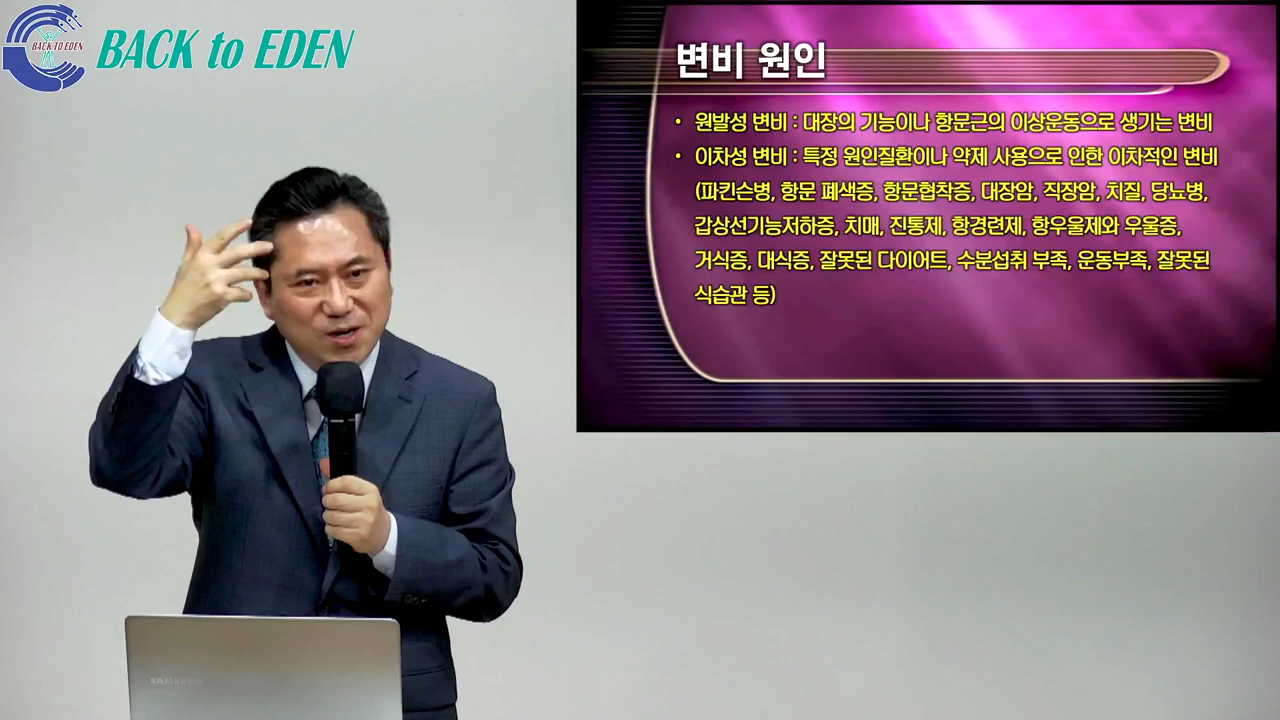 BACK TO EDEN
BACK to EDEN
변비 원인
• 원발성 변비 : 대장의 기능이나 항문근의 이상운동으로 생기는 변비
• 이차성 변비 : 특정 원인질환이나 약제 사용으로 인한 이차적인 변비
(파킨슨병, 항문 폐색증, 항문협착증, 대장암, 직장암, 치질, 당뇨병,
갑상선기능저하증, 치매, 진통제, 항경련제, 항우울제와 우울증,
거식증, 대식증, 잘못된 다이어트, 수분섭취 부족, 운동부족, 잘못된
식습관 등)
SAMSUNG